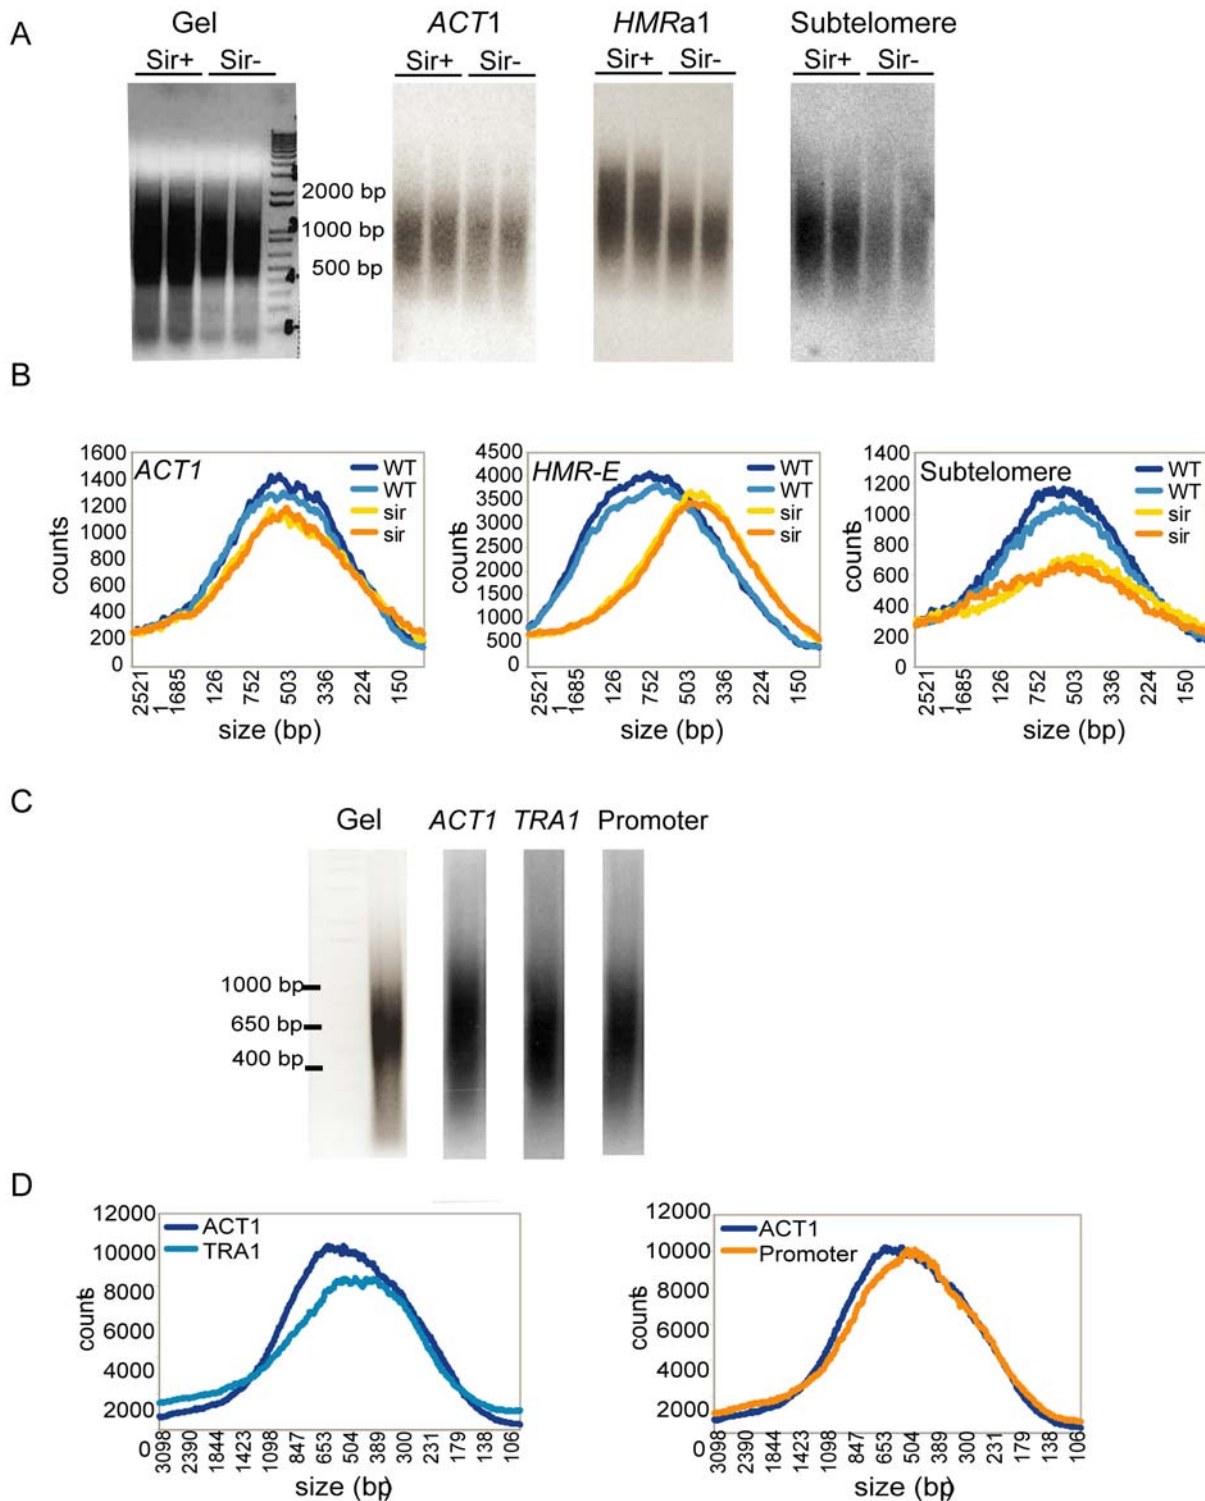 A
Gel ACT1 HMRa1 Subtelomere
Sir+ Sir- Sir+ Sir- Sir+ Sir- Sir+ Sir-
2000 bp
1000 bp
500 bp
B
ACT1
WT
WT
sir
sir
1600
1400
1200
1000
800
600
400
200
0
counts
2521
1
1685
126
752
503
336
224
150
size (bp)
HMR-E
WT
WT
sir
sir
4500
4000
3500
3000
2500
2000
1500
1000
500
0
counts
2521
1
1685
126
752
503
336
224
150
size (bp)
Subtelomere
WT
WT
sir
sir
1400
1200
1000
800
600
400
200
0
counts
2521
1
1685
126
752
503
336
224
150
size (bp)
C
Gel ACT1 TRA1 Promoter
1000 bp
650 bp
400 bp
D
ACT1
TRA1
12000
10000
8000
6000
4000
2000
0
counts
3098
2390
1844
1423
1098
847
653
504
389
300
231
179
138
106
size (bp)
ACT1
Promoter
12000
10000
8000
6000
4000
2000
0
counts
3098
2390
1844
1423
1098
847
653
504
389
300
231
179
138
106
size (bp)